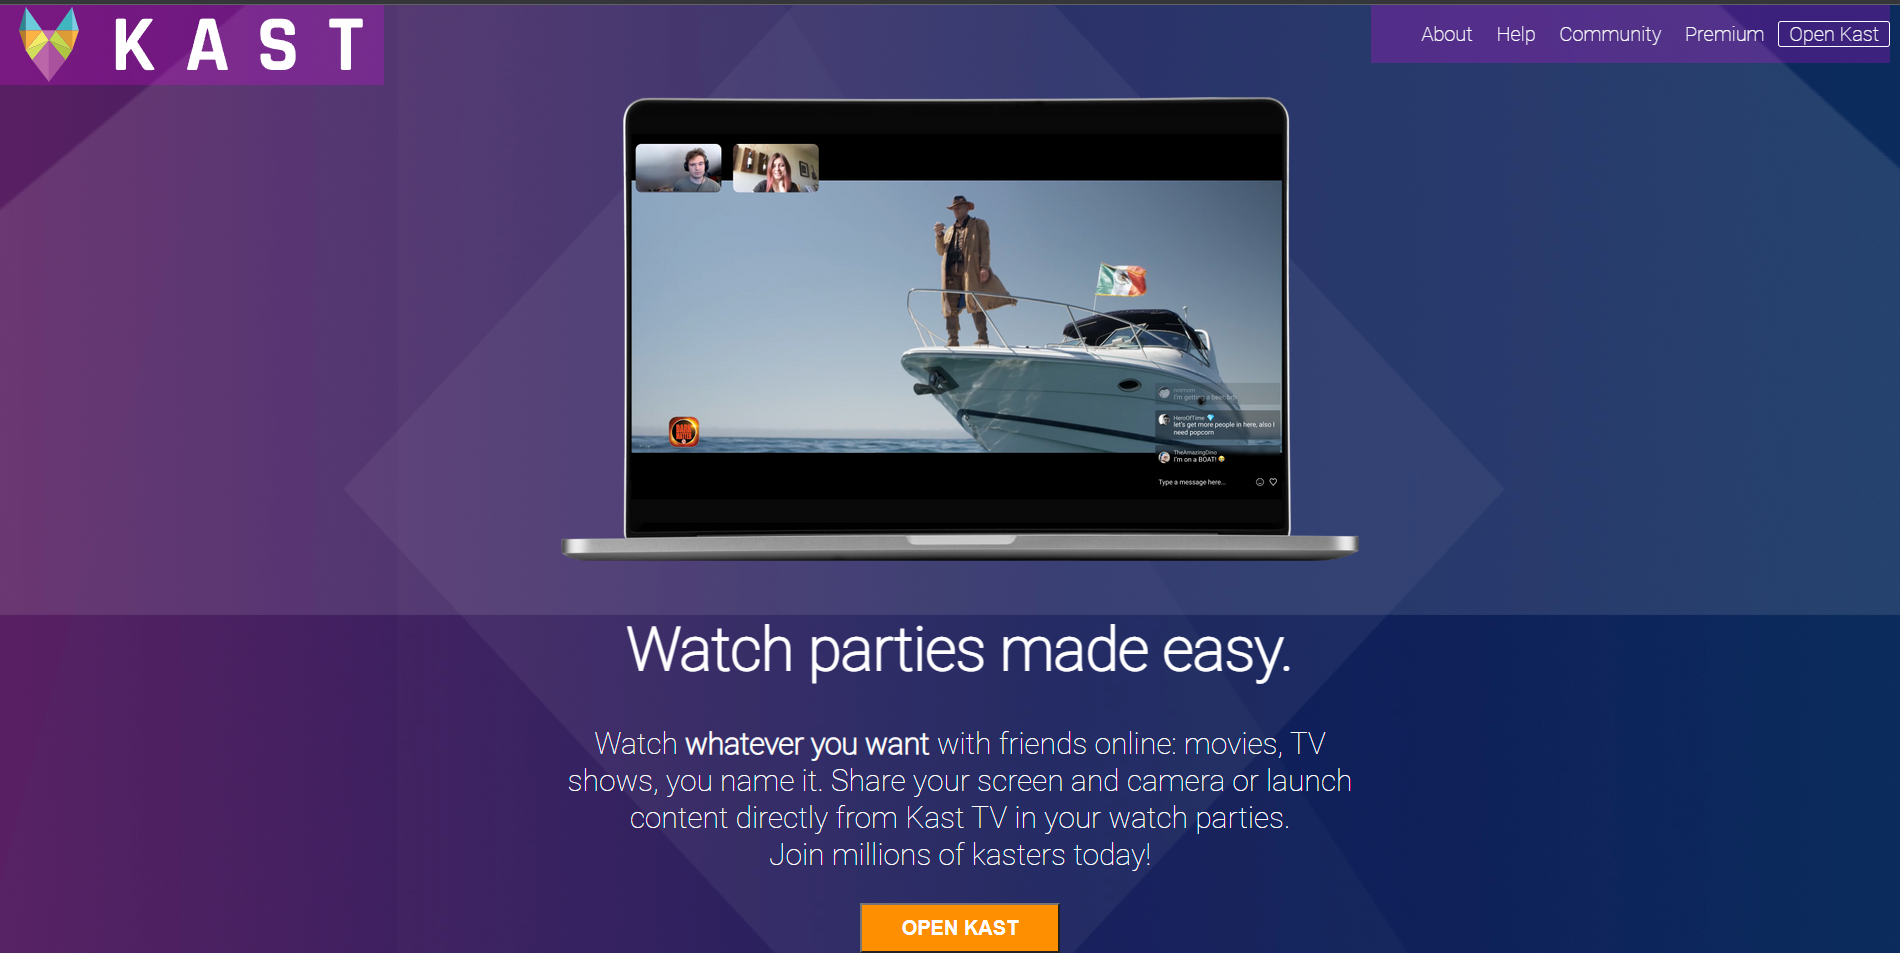 KAST
About Help Community Premium Open Kast
I'm getting a beer, brb
HeroOfTime
let's get more people in here, also I
need popcorn
TheAmazingDino
I'm on a BOAT!
Type a message here...
Watch parties made easy.
Watch whatever you want with friends online: movies, TV
shows, you name it. Share your screen and camera or launch
content directly from Kast TV in your watch parties.
Join millions of kasters today!
OPEN KAST